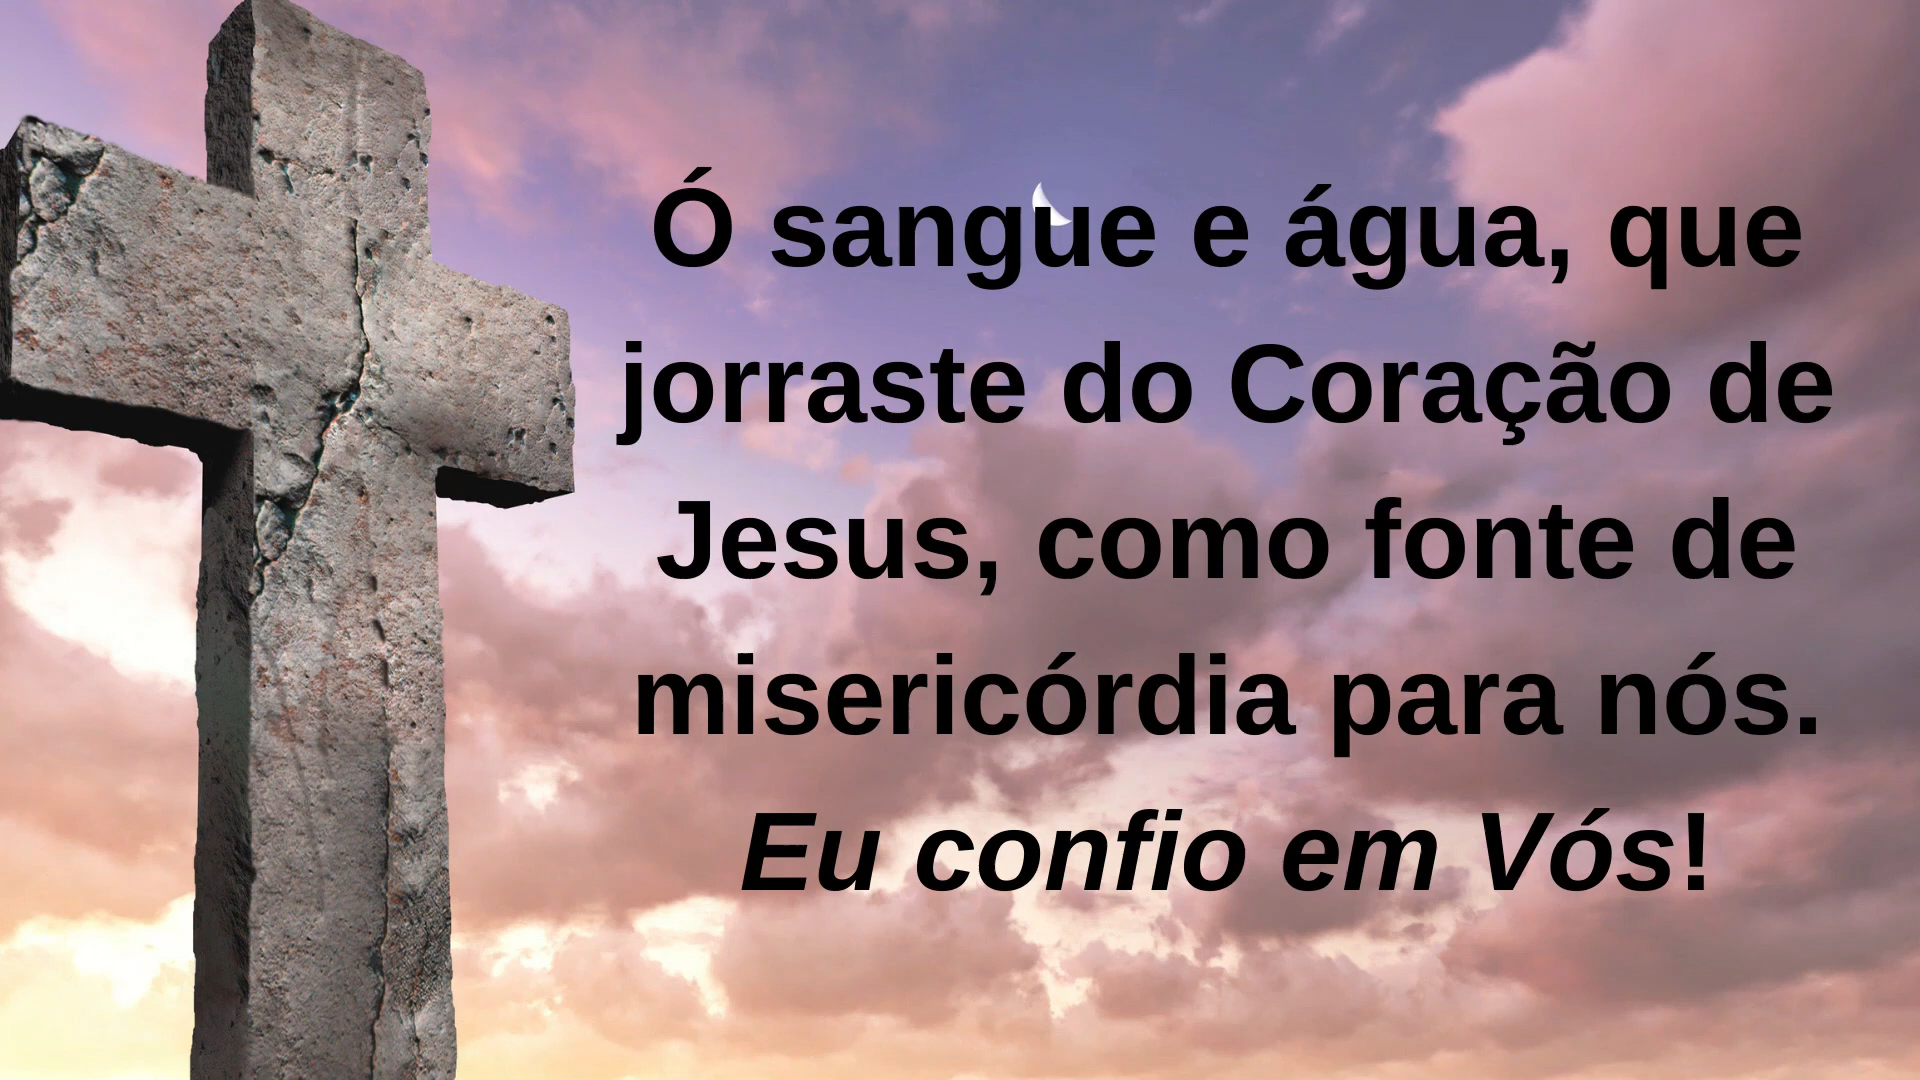 Ó sangue e água, que
jorraste do Coração de
Jesus, como fonte de
misericórdia para nós.
Eu confio em Vós!